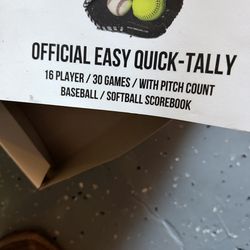 OFFICIAL EASY QUICK-TALLY
16 PLAYER / 30 GAMES / WITH PITCH COUNT
BASEBALL / SOFTBALL SCOREBOOK